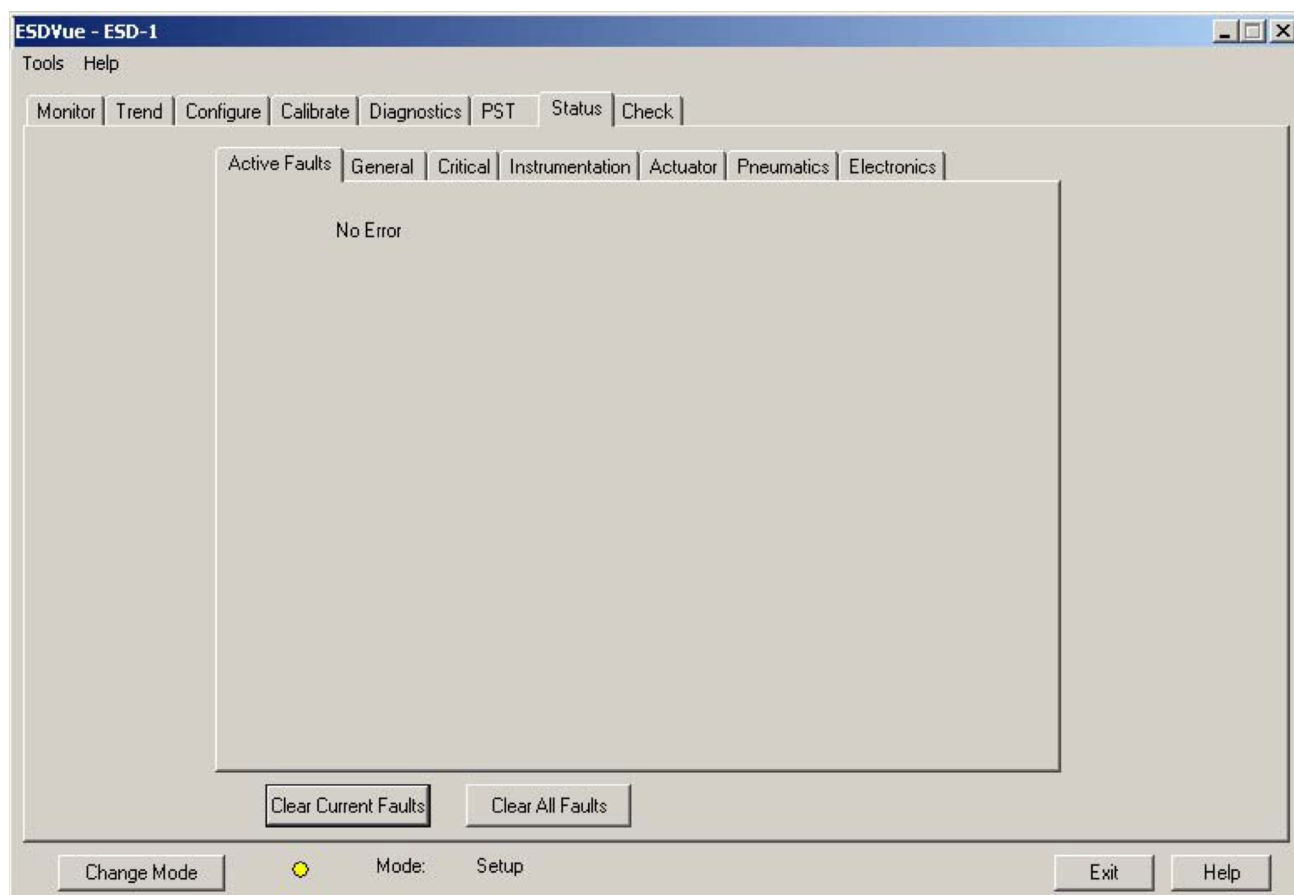 ESDVue - ESD-1
Tools Help
Monitor Trend Configure Calibrate Diagnostics PST Status Check
Active Faults General Critical Instrumentation Actuator Pneumatics Electronics
No Error
Clear Current Faults Clear All Faults
Change Mode Mode: Setup Exit Help